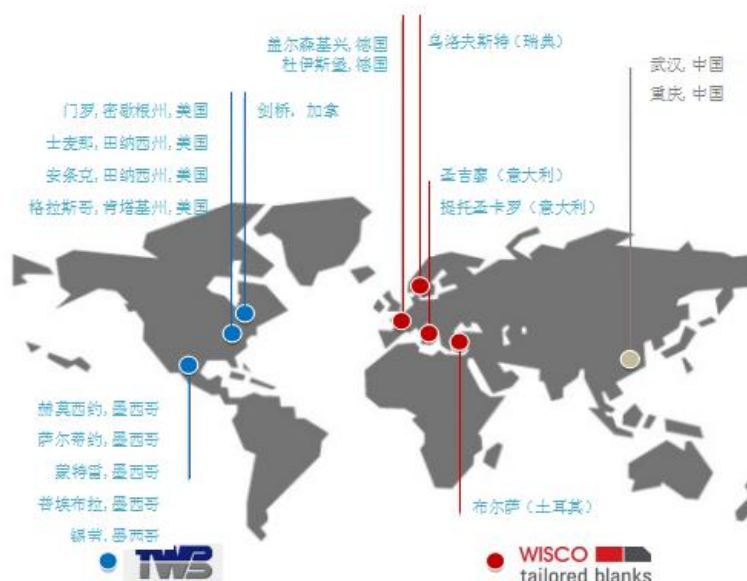 盖尔森基兴,德国
杜伊斯堡,德国
乌洛夫斯特(瑞典)
武汉,中国
重庆,中国
门罗,密歇根州,美国
剑桥,加拿
士麦那,田纳西州,美国
安条克,田纳西州,美国
格拉斯哥,肯塔基州,美国
圣吉廖(意大利)
挺托圣卡罗(意大利)
赫莫西约,墨西哥
萨尔蒂约,墨西哥
蒙特雷,墨西哥
普埃布拉,墨西哥
墨西哥
布尔萨(土耳其)
TWB
WISCO
tailored blanks